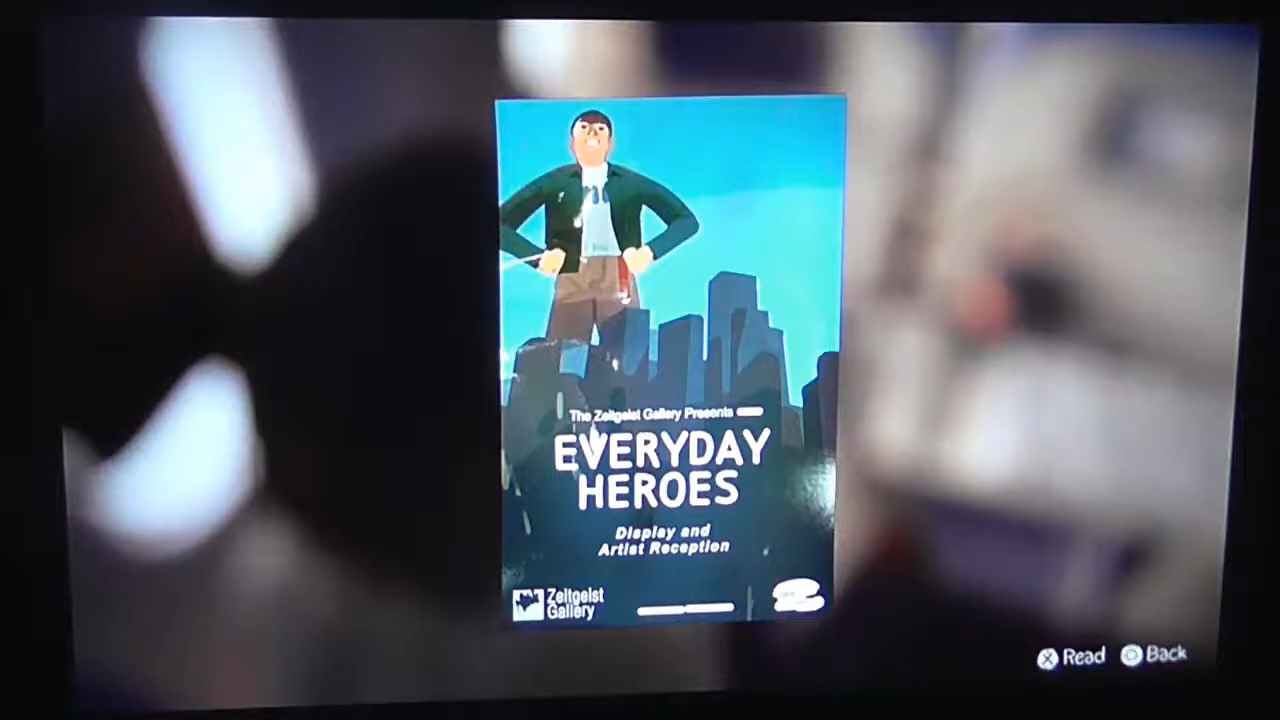 The Zeitgeist Gallery Presents
EVERYDAY
HEROES
Display and
Artist Reception
Zeitgeist
Gallery
Read
Back